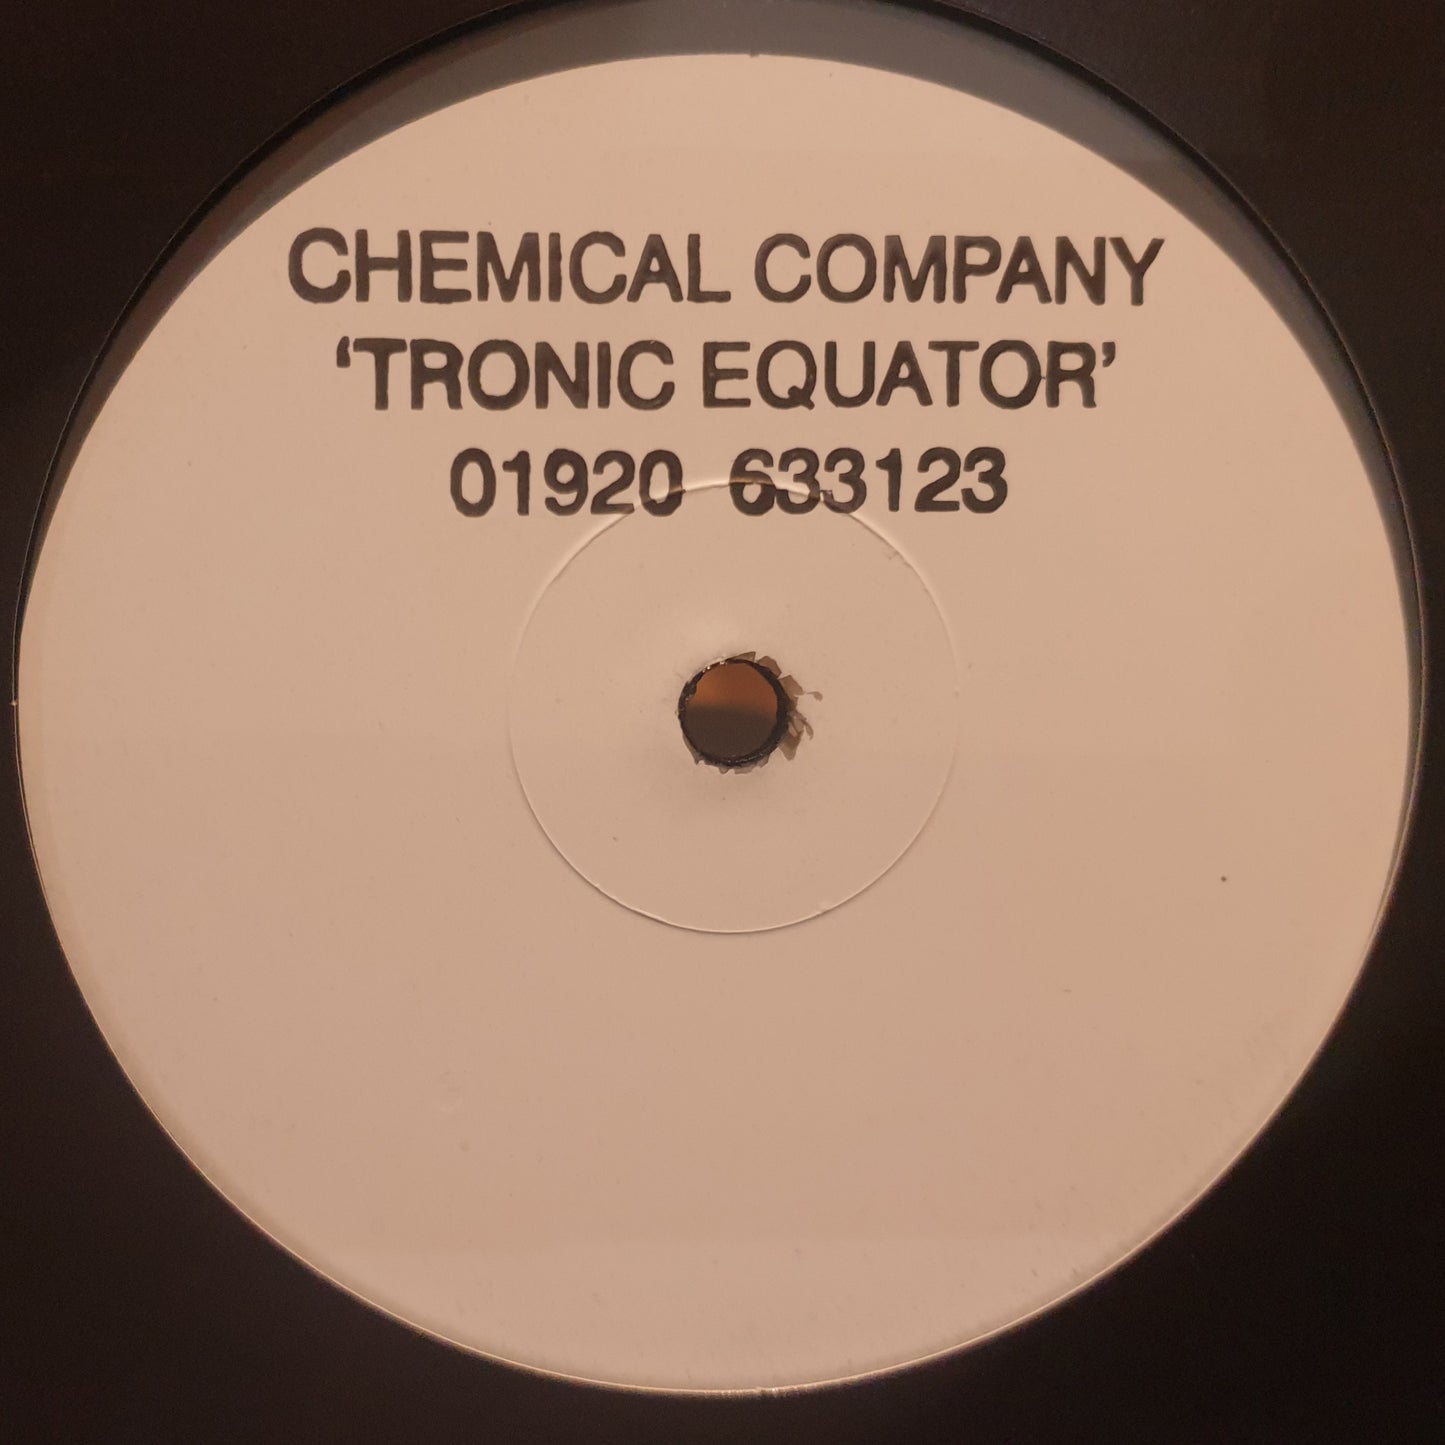 CHEMICAL COMPANY
‘TRONIC EQUATOR’
01920 633123